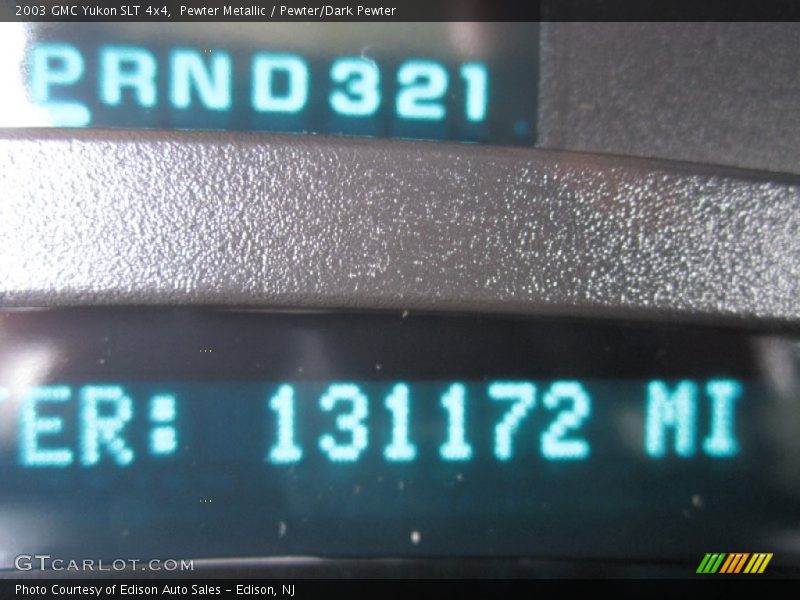 2003 GMC Yukon SLT 4x4,  Pewter Metallic / Pewter/Dark Pewter
PRND321
ER: 131172 MI
GTCARLOT.COM
Photo Courtesy of Edison Auto Sales - Edison, NJ